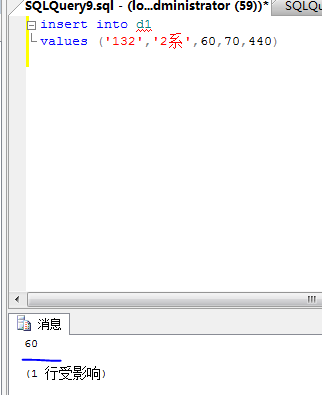 SQLQuery9.sql - (lo...dministrator (59))* SQLQu
insert into d1
values ('132','2系',60,70,440)
消息
60
(1 行受影响)